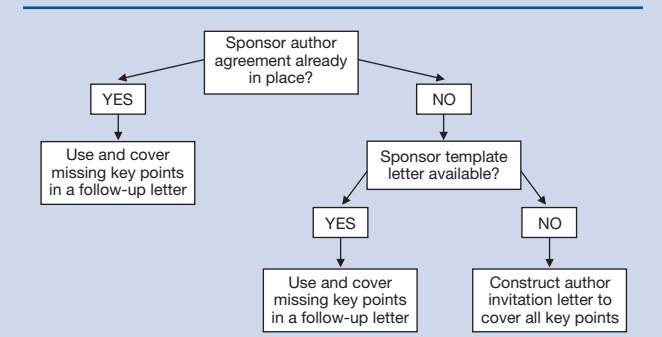 Sponsor author
agreement already
in place?
YES
NO
Use and cover
missing key points
in a follow-up letter
Sponsor template
letter available?
YES
NO
Use and cover
missing key points
in a follow-up letter
Construct author
invitation letter to
cover all key points